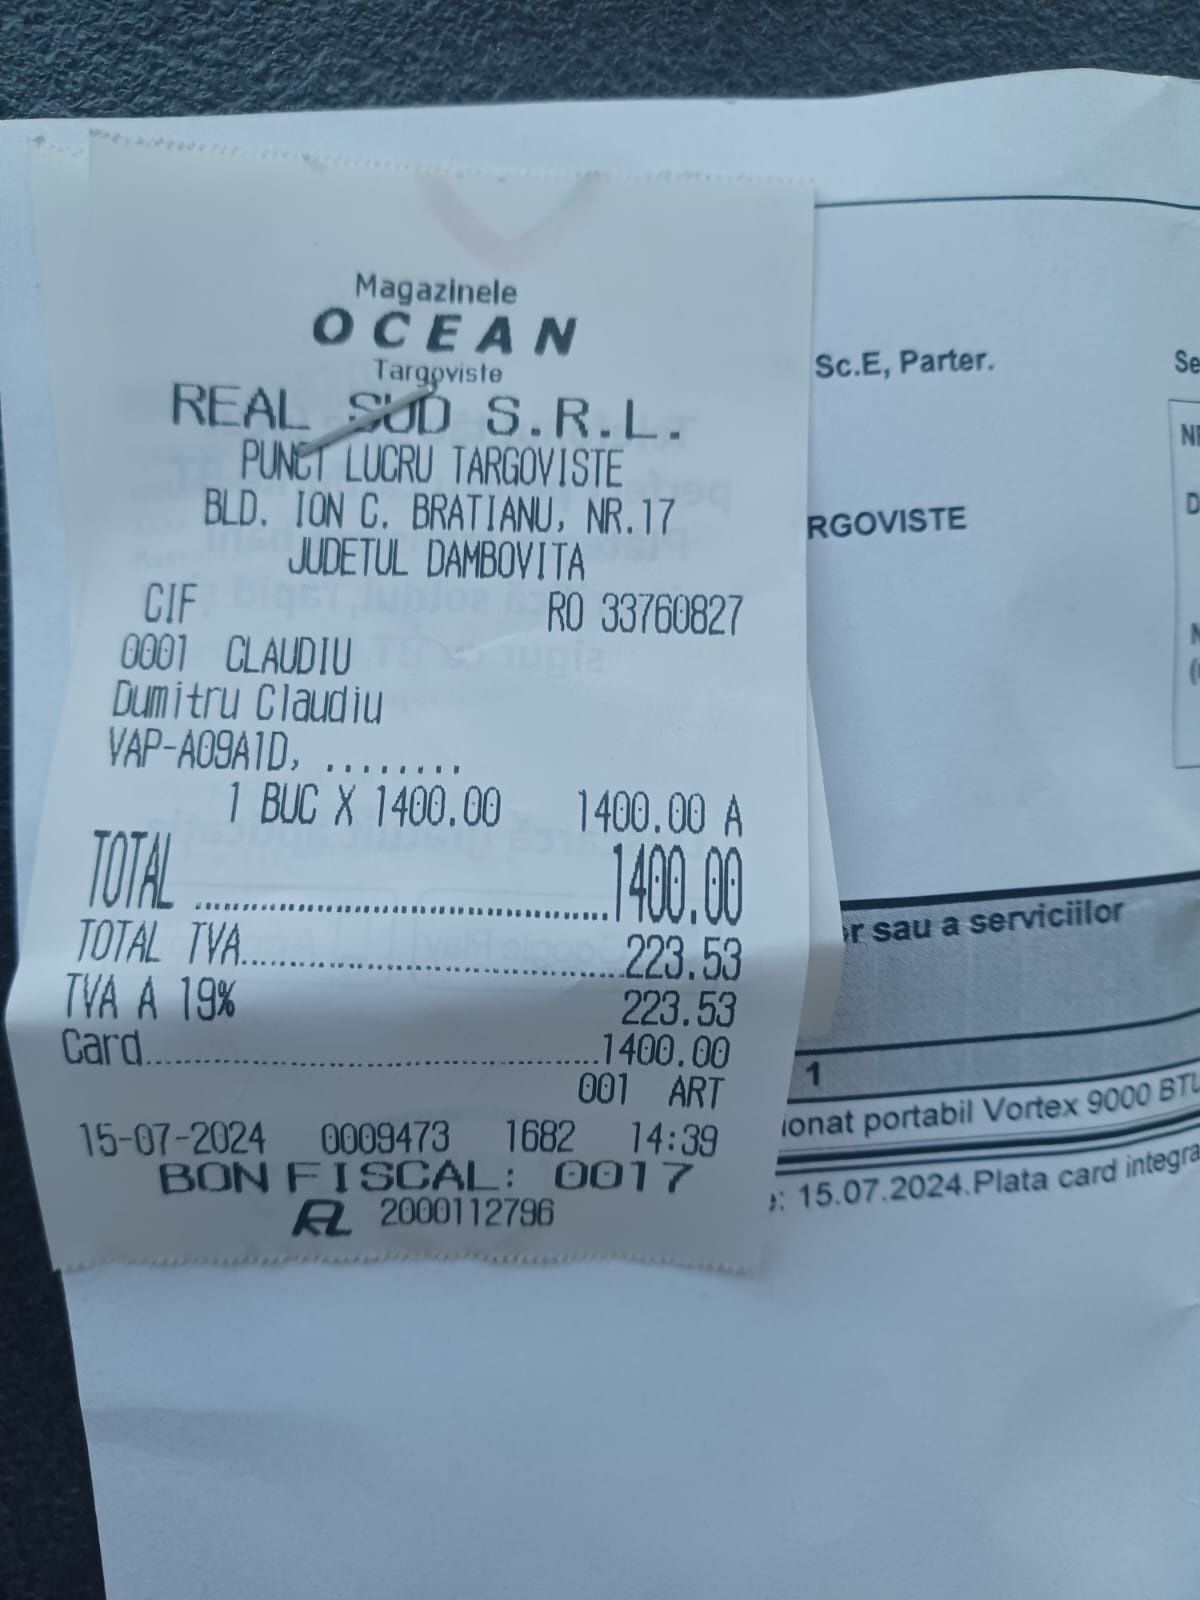 Magazinele
OCEAN
Targoviste
REAL SUD S.R.L.
PUNCT LUCRU TARGOVISTE
BLD. ION C. BRATIANU, NR.17
JUDETUL DAMBOVITA
CIF RO 33760827
0001 CLAUDIU
Dumitru Claudiu
VAP-A09A1D, ........
1 BUC X 1400.00 1400.00 A
TOTAL 1400.00
TOTAL TVA 223.53
TVA A 19% 223.53
Card 1400.00
001 ART
15-07-2024 0009473 1682 14:39
BON FISCAL: 0017
2000112796
Sc.E, Parter.
RGOVISTE
r sau a serviciilor
1
ionat portabil Vortex 9000 BTU
: 15.07.2024.Plata card integra